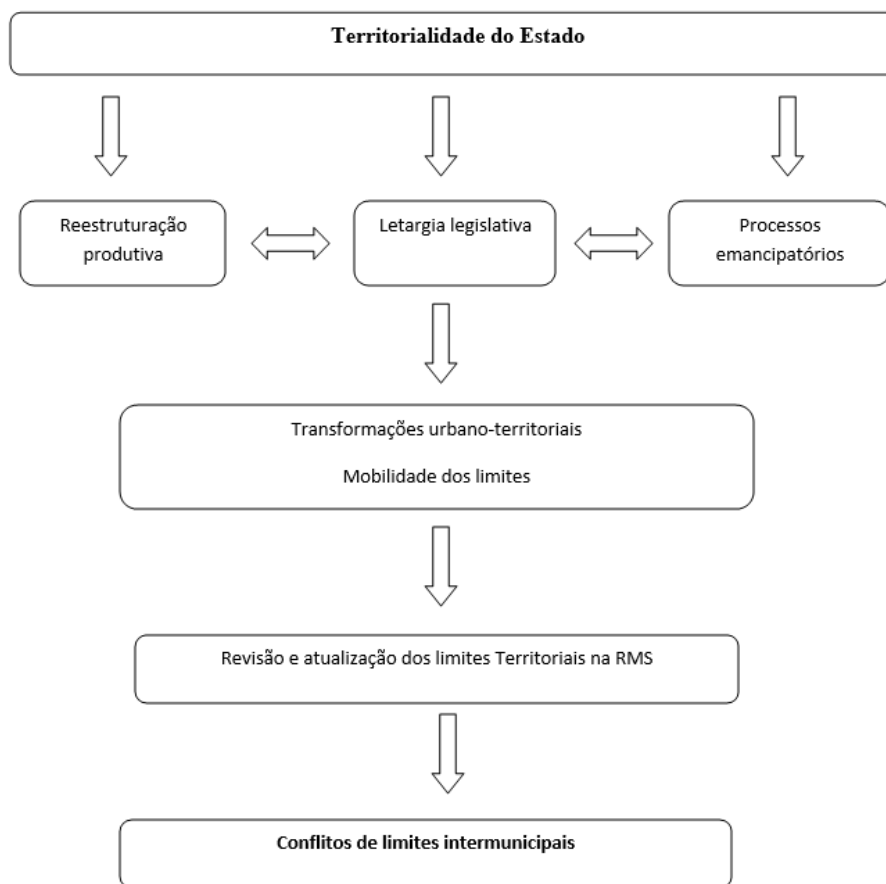 Territorialidade do Estado
Reestruturação
produtiva
Letargia legislativa
Processos
emancipatórios
Transformações urbano-territoriais
Mobilidade dos limites
Revisão e atualização dos limites Territoriais na RMS
Conflitos de limites intermunicipais